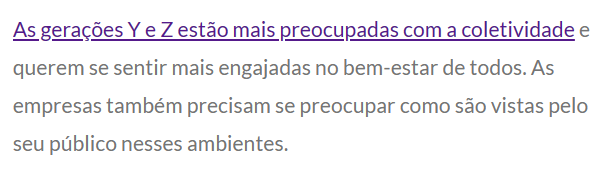 As gerações Y e Z estão mais preocupadas com a coletividade e
querem se sentir mais engajadas no bem-estar de todos. As
empresas também precisam se preocupar como são vistas pelo
seu público nesses ambientes.